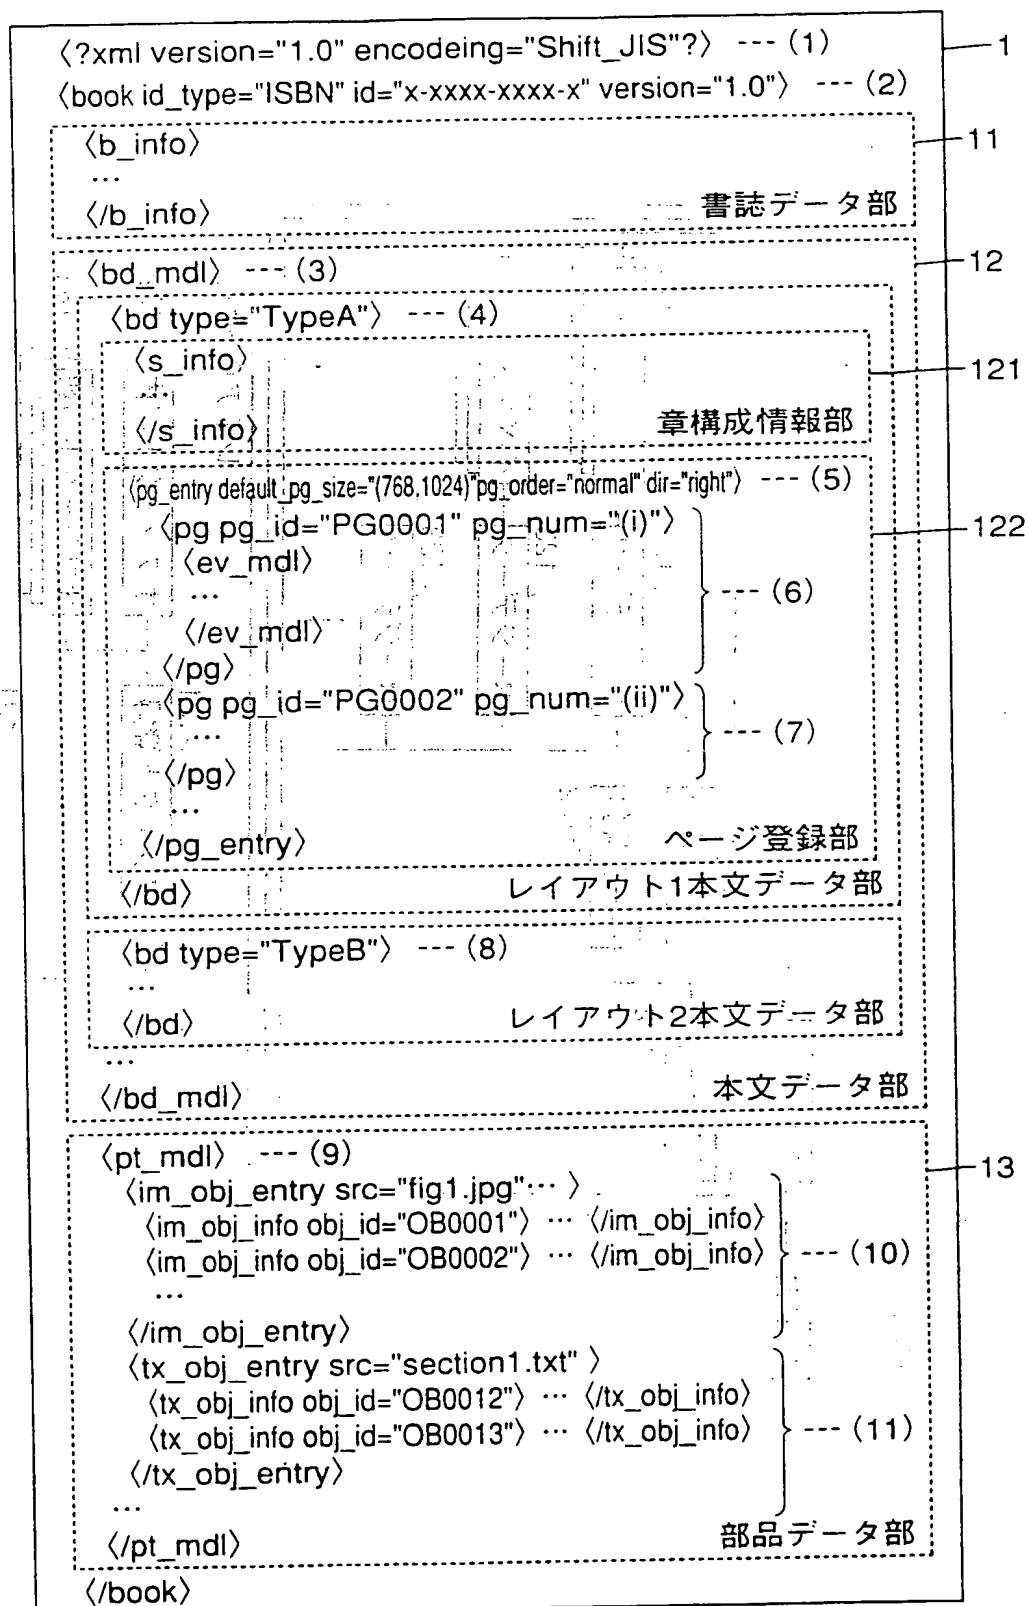 〈?xml version="1.0" encodeing="Shift_JIS"?〉 --- (1)
1
〈book id_type="ISBN" id="x-xxxx-xxxx-x" version="1.0"〉 --- (2)
〈b_info〉
11
...
〈/b_info〉
書誌データ部
〈bd_mdl〉 --- (3)
12
〈bd type="TypeA"〉 --- (4)
〈s_info〉
121
...
〈/s_info〉
章構成情報部
〈pg_entry default_pg_size="(768.1024)"pg_order="normal" dir="right"〉 --- (5)
〈pg pg_id="PG0001" pg_num="(i)"〉
122
〈ev_mdl〉
...
--- (6)
〈/ev_mdl〉
〈/pg〉
〈pg pg_id="PG0002" pg_num="(ii)"〉
...
--- (7)
〈/pg〉
...
〈/pg_entry〉
ページ登録部
〈/bd〉
レイアウト1本文データ部
〈bd type="TypeB"〉 --- (8)
...
〈/bd〉
レイアウト2本文データ部
...
〈/bd_mdl〉
本文データ部
〈pt_mdl〉 --- (9)
13
〈im_obj_entry src="fig1.jpg"… 〉
〈im_obj_info obj_id="OB0001"〉 … 〈/im_obj_info〉
〈im_obj_info obj_id="OB0002"〉 … 〈/im_obj_info〉
--- (10)
...
〈/im_obj_entry〉
〈tx_obj_entry src="section1.txt" 〉
〈tx_obj_info obj_id="OB0012"〉 … 〈/tx_obj_info〉
〈tx_obj_info obj_id="OB0013"〉 … 〈/tx_obj_info〉
--- (11)
〈/tx_obj_entry〉
...
〈/pt_mdl〉
部品データ部
〈/book〉